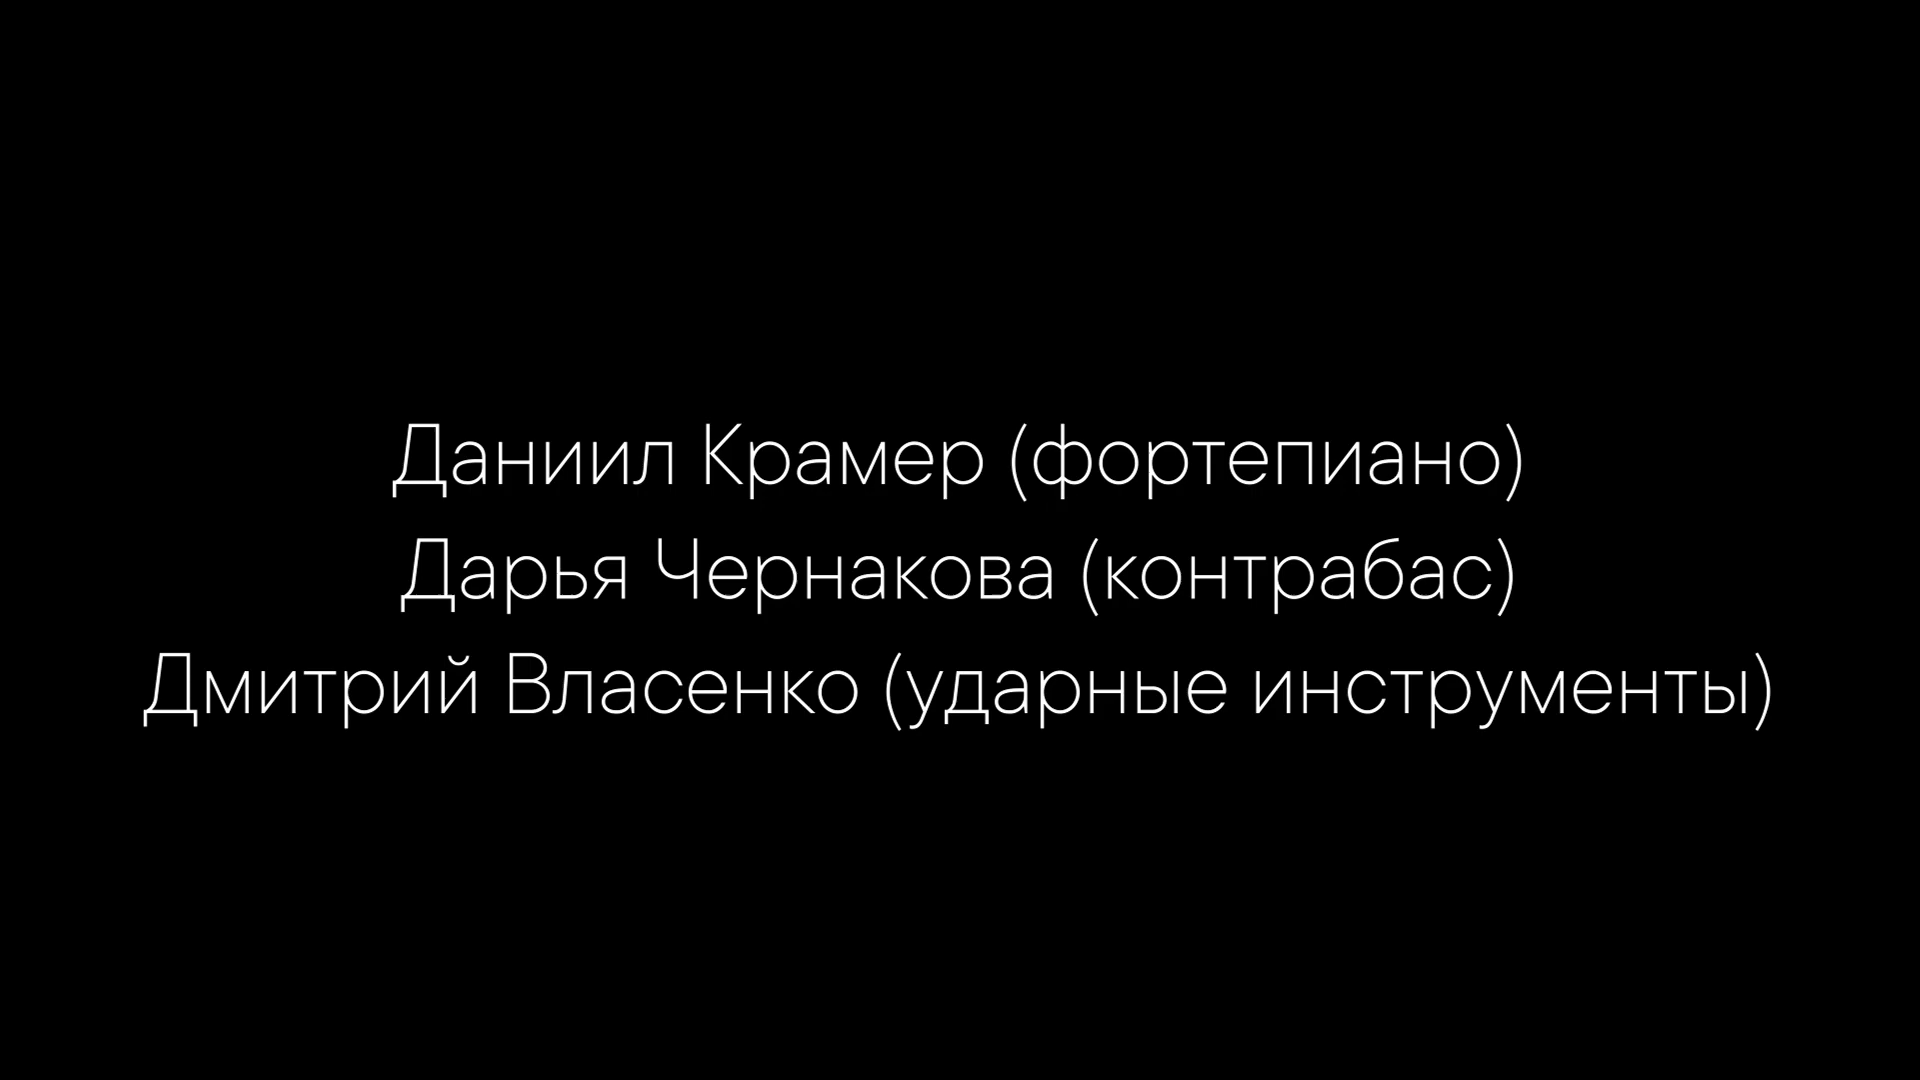 Даниил Крамер (фортепиано)
Дарья Чернакова (контрабас)
Дмитрий Власенко (ударные инструменты)